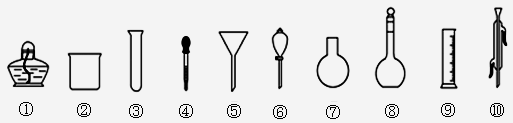 ① ② ③ ④ ⑤ ⑥ ⑦ ⑧ ⑨ ⑩